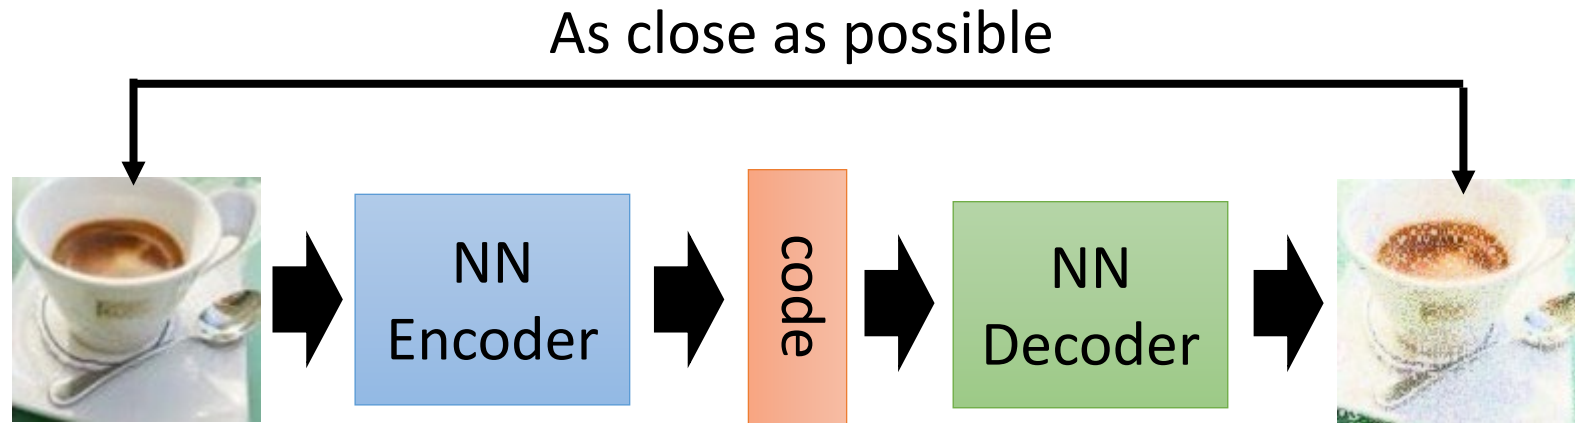 As close as possible
NN
Encoder
code
NN
Decoder